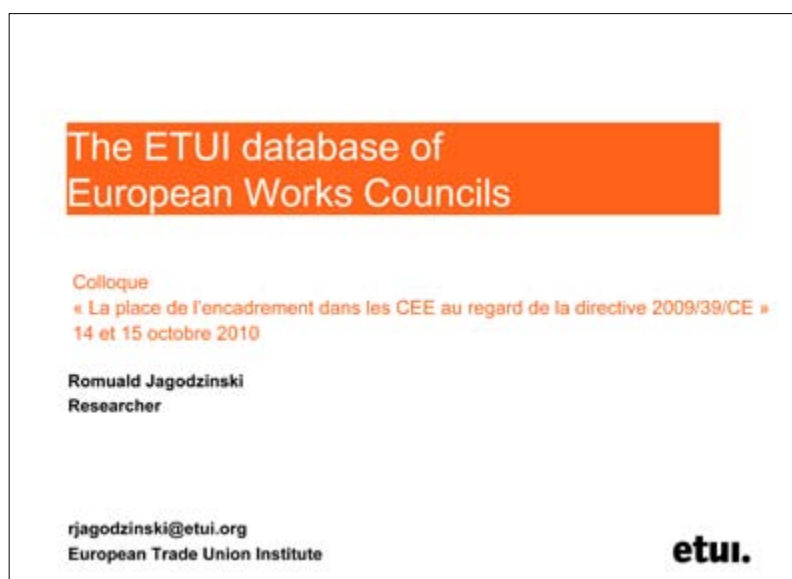 The ETUI database of
European Works Councils
Colloque
« La place de l'encadrement dans les CEE au regard de la directive 2009/39/CE »
14 et 15 octobre 2010
Romuald Jagodzinski
Researcher
rjagodzinski@etui.org
European Trade Union Institute
etui.